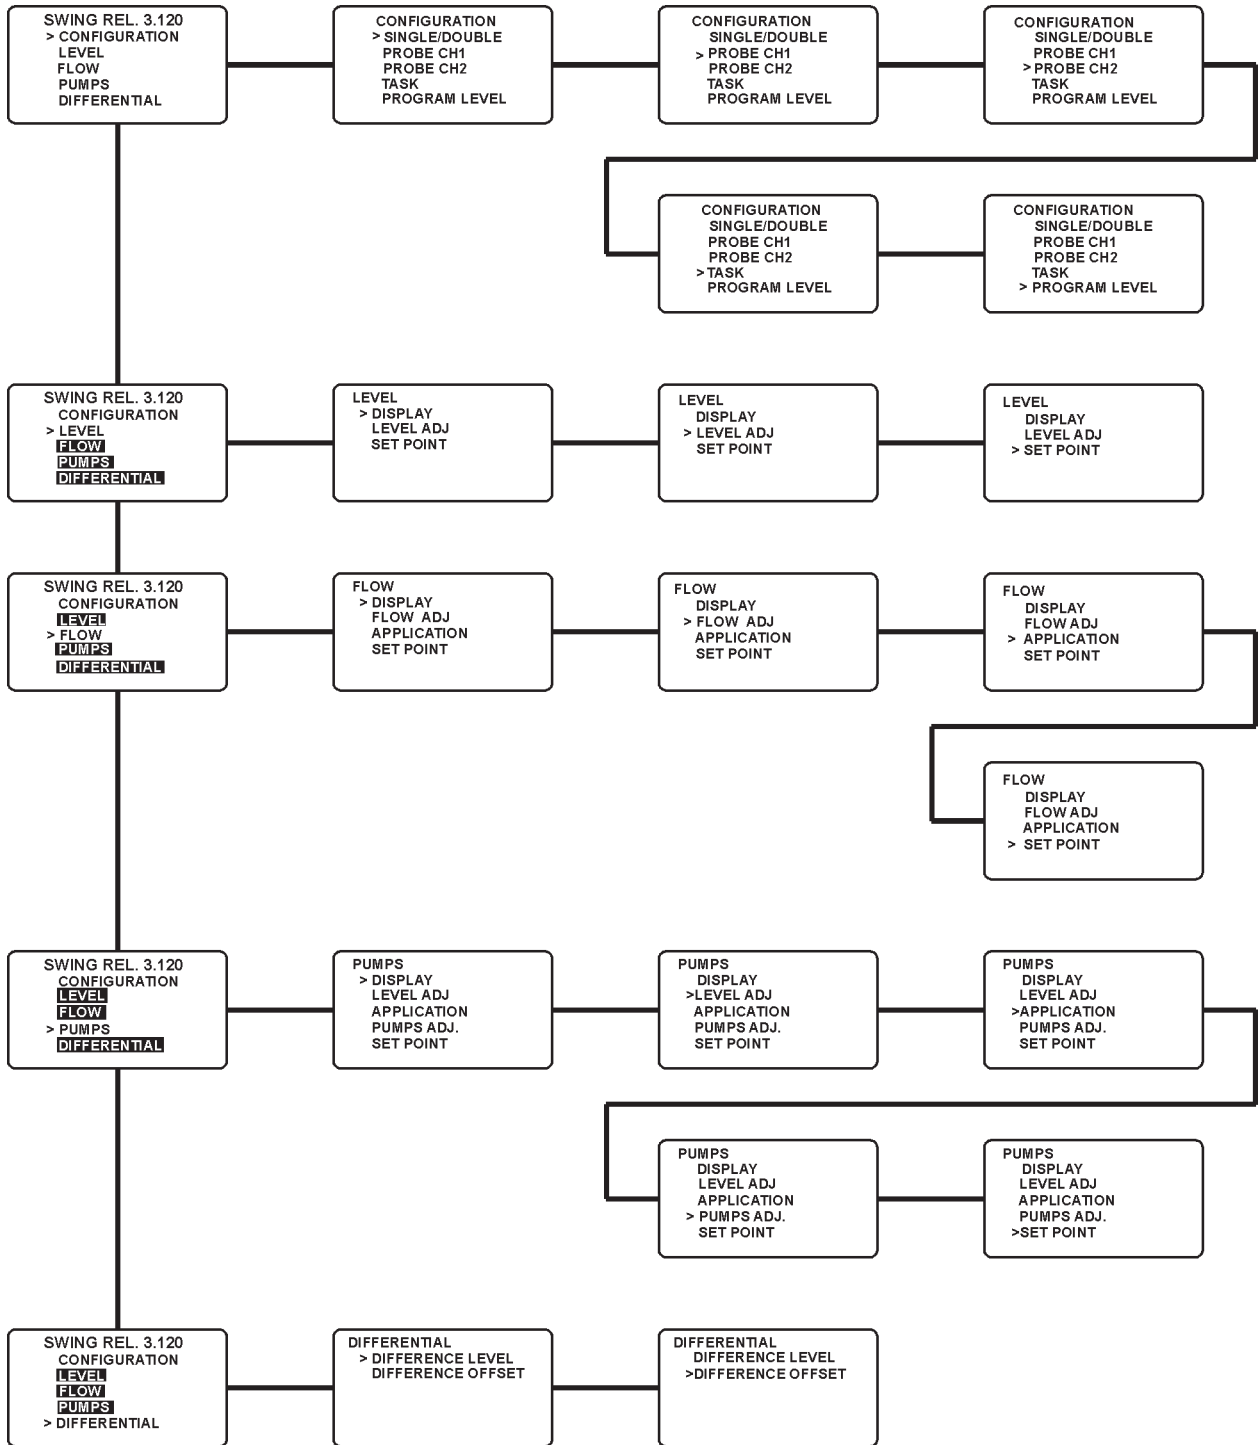 SWING REL. 3.120
> CONFIGURATION
LEVEL
FLOW
PUMPS
DIFFERENTIAL
CONFIGURATION
> SINGLE/DOUBLE
PROBE CH1
PROBE CH2
TASK
PROGRAM LEVEL
CONFIGURATION
SINGLE/DOUBLE
> PROBE CH1
PROBE CH2
TASK
PROGRAM LEVEL
CONFIGURATION
SINGLE/DOUBLE
PROBE CH1
>PROBE CH2
TASK
PROGRAM LEVEL
CONFIGURATION
SINGLE/DOUBLE
PROBE CH1
PROBE CH2
>TASK
PROGRAM LEVEL
CONFIGURATION
SINGLE/DOUBLE
PROBE CH1
PROBE CH2
TASK
> PROGRAM LEVEL
SWING REL. 3.120
CONFIGURATION
> LEVEL
FLOW
PUMPS
DIFFERENTIAL
LEVEL
> DISPLAY
LEVEL ADJ
SET POINT
LEVEL
DISPLAY
> LEVEL ADJ
SET POINT
LEVEL
DISPLAY
LEVEL ADJ
> SET POINT
SWING REL. 3.120
CONFIGURATION
LEVEL
> FLOW
PUMPS
DIFFERENTIAL
FLOW
> DISPLAY
FLOW ADJ
APPLICATION
SET POINT
FLOW
DISPLAY
> FLOW ADJ
APPLICATION
SET POINT
FLOW
DISPLAY
FLOW ADJ
> APPLICATION
SET POINT
FLOW
DISPLAY
FLOW ADJ
APPLICATION
> SET POINT
SWING REL. 3.120
CONFIGURATION
LEVEL
FLOW
> PUMPS
DIFFERENTIAL
PUMPS
> DISPLAY
LEVEL ADJ
APPLICATION
PUMPS ADJ.
SET POINT
PUMPS
DISPLAY
>LEVEL ADJ
APPLICATION
PUMPS ADJ.
SET POINT
PUMPS
DISPLAY
LEVEL ADJ
>APPLICATION
PUMPS ADJ.
SET POINT
PUMPS
DISPLAY
LEVEL ADJ
APPLICATION
> PUMPS ADJ.
SET POINT
PUMPS
DISPLAY
LEVEL ADJ
APPLICATION
PUMPS ADJ.
>SET POINT
SWING REL. 3.120
CONFIGURATION
LEVEL
FLOW
PUMPS
> DIFFERENTIAL
DIFFERENTIAL
> DIFFERENCE LEVEL
DIFFERENCE OFFSET
DIFFERENTIAL
DIFFERENCE LEVEL
>DIFFERENCE OFFSET